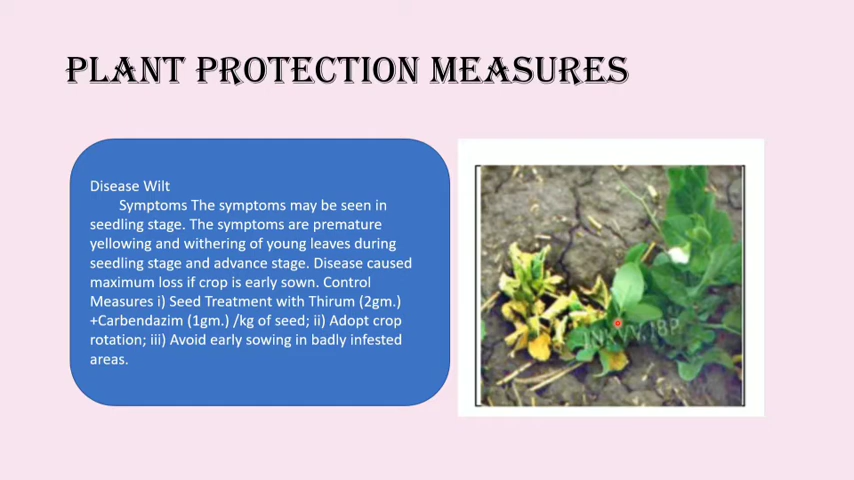 PLANT PROTECTION MEASURES
Disease Wilt
Symptoms The symptoms may be seen in
seedling stage. The symptoms are premature
yellowing and withering of young leaves during
seedling stage and advance stage. Disease caused
maximum loss if crop is early sown. Control
Measures i) Seed Treatment with Thirum (2gm.)
+Carbendazim (1gm.) /kg of seed; ii) Adopt crop
rotation; iii) Avoid early sowing in badly infested
areas.
JNKVV JBP